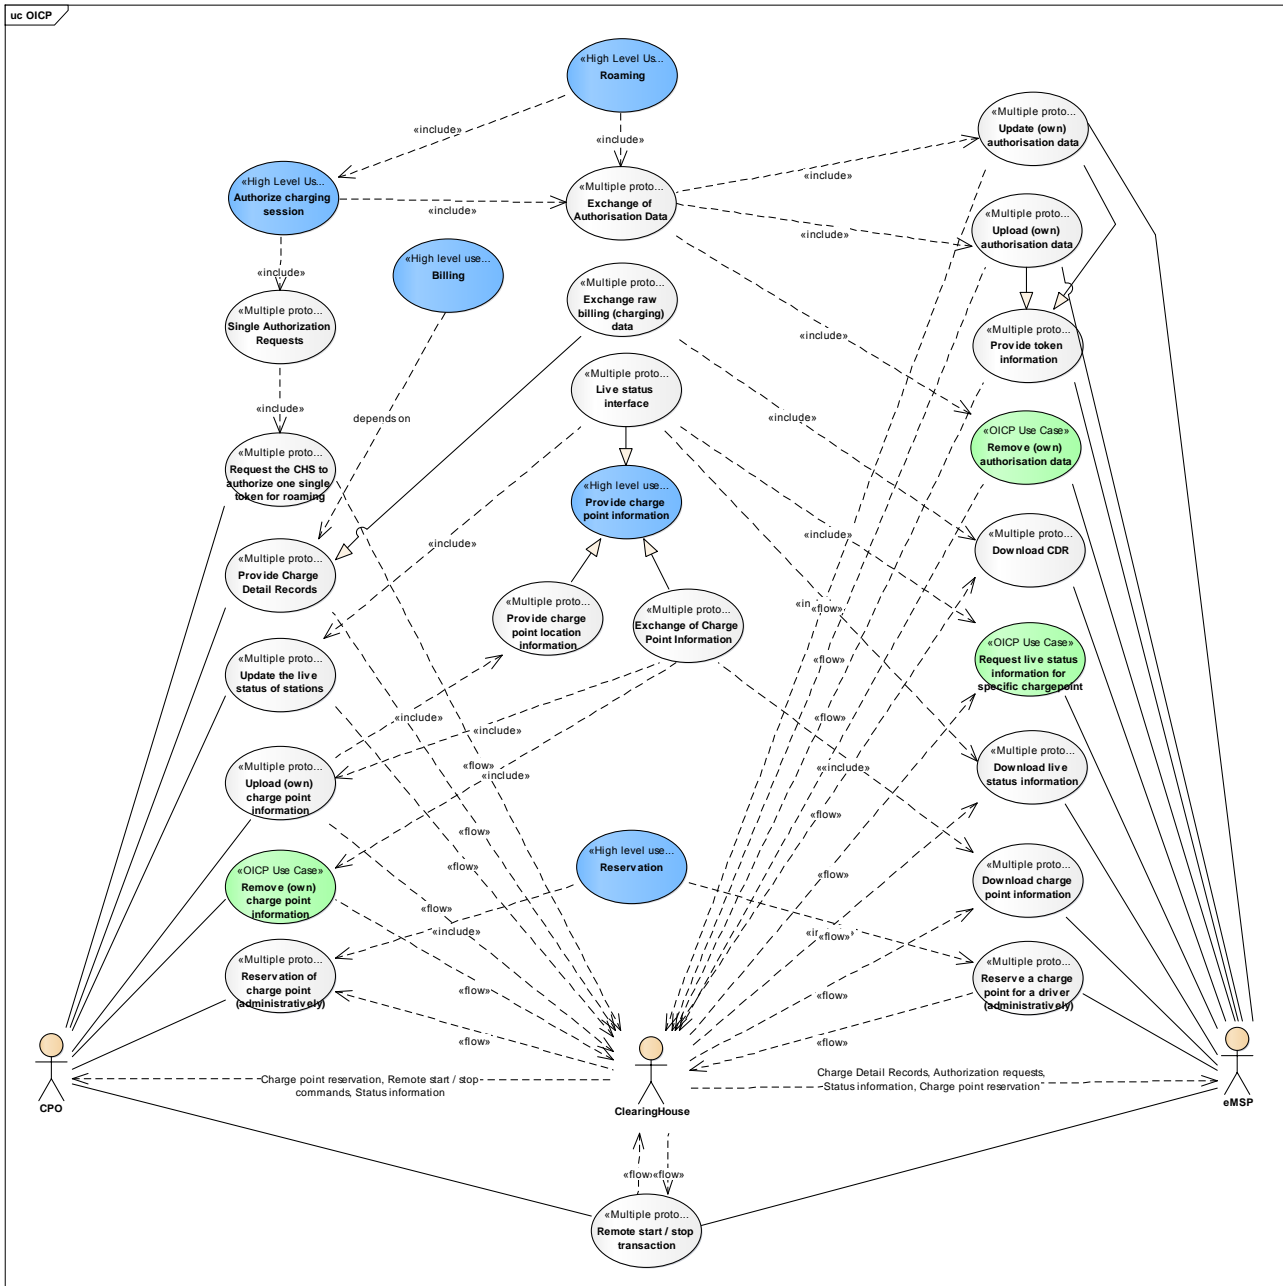 uc OICP
«High Level Us...
Roaming
«Multiple proto...
Update (own)
authorisation data
«include»
«include»
«include»
«High Level Us...
Authorize charging
session
«Multiple proto...
Exchange of
Authorisation Data
«include»
«Multiple proto...
Upload (own)
authorisation data
«include»
«High level use...
Billing
«include»
«Multiple proto...
Exchange raw
billing (charging)
data
«Multiple proto...
Single Authorization
Requests
«Multiple proto...
Provide token
information
«include»
«Multiple proto...
Live status
interface
«include»
depends on
«include»
«OICP Use Case»
Remove (own)
authorisation data
«Multiple proto...
Request the CHS to
authorize one single
token for roaming
«High level use...
Provide charge
point information
«include»
«include»
«Multiple proto...
Download CDR
«Multiple proto...
Provide Charge
Detail Records
«Multiple proto...
Provide charge
point location
information
«Multiple proto...
Exchange of Charge
Point Information
«flow»
«OICP Use Case»
Request live status
information for
specific chargepoint
«Multiple proto...
Update the live
status of stations
«flow»
«include»
«include»
«flow»
«Multiple proto...
Upload (own)
charge point
information
«flow»
«include»
«include»
«Multiple proto...
Download live
status information
«flow»
«flow»
«High level use...
Reservation
«flow»
«Multiple proto...
Download charge
point information
«OICP Use Case»
Remove (own)
charge point
information
«flow»
«include»
«flow»
«flow»
«Multiple proto...
Reservation of
charge point
(administratively)
«flow»
«flow»
«Multiple proto...
Reserve a charge
point for a driver
(administratively)
«flow»
«flow»
Charge point reservation, Remote start / stop
commands, Status information
Charge Detail Records, Authorization requests,
Status information, Charge point reservation
CPO
ClearingHouse
eMSP
«flow»
«flow»
«Multiple proto...
Remote start / stop
transaction